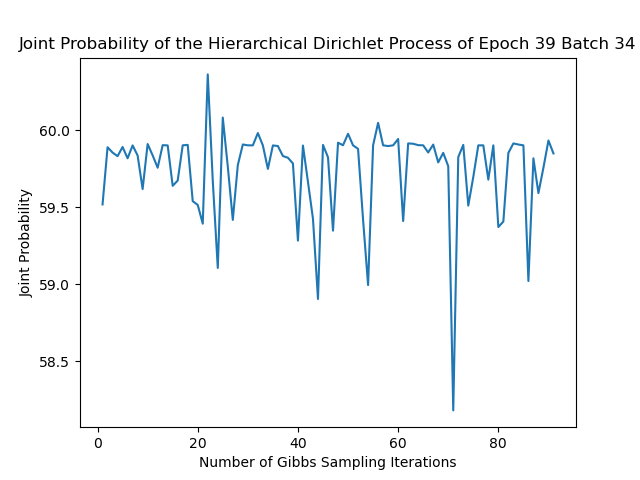 Joint Probability of the Hierarchical Dirichlet Process of Epoch 39 Batch 34
Joint Probability
60.0
59.5
59.0
58.5
0 20 40 60 80
Number of Gibbs Sampling Iterations